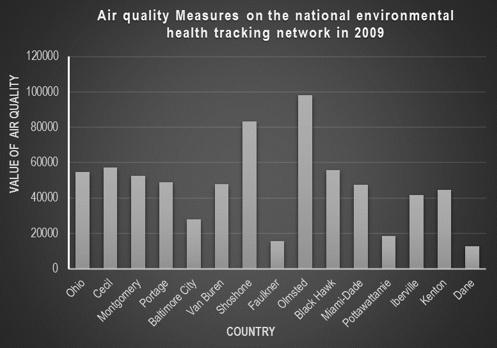 Air quality Measures on the national environmental
health tracking network in 2009
VALUE OF AIR QUALITY
120000
100000
80000
60000
40000
20000
0
Ohio
Cecil
Montgomery
Portage
Baltimore City
Van Buren
Shoshone
Faulkner
Olmsted
Black Hawk
Miami-Dade
Pottawattamie
Iberville
Kenton
Dane
COUNTRY